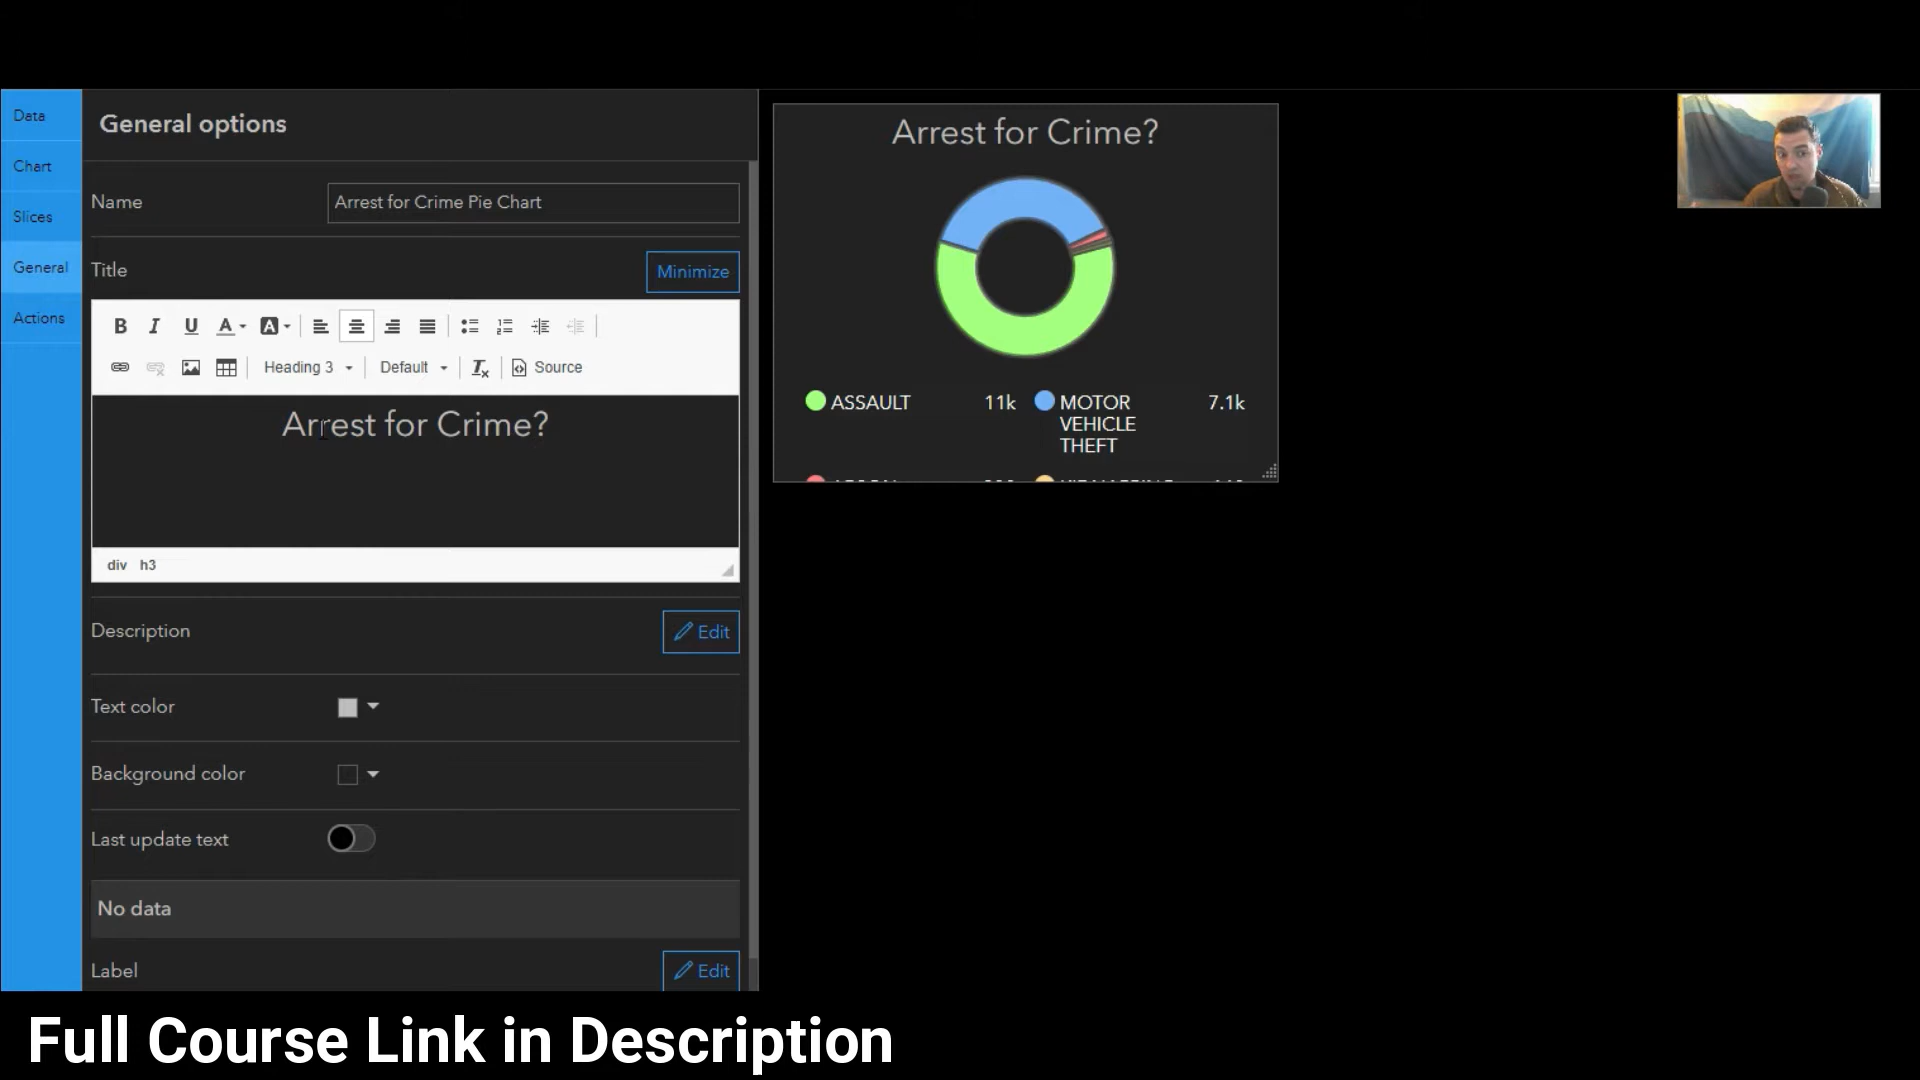 Data
Chart
Slices
General
Actions
General options
Name
Arrest for Crime Pie Chart
Title
Minimize
B I U A A
Heading 3 Default Source
Arrest for Crime?
div h3
Description
Edit
Text color
Background color
Last update text
No data
Label
Edit
Arrest for Crime?
ASSAULT 11k
MOTOR VEHICLE THEFT 7.1k
Full Course Link in Description